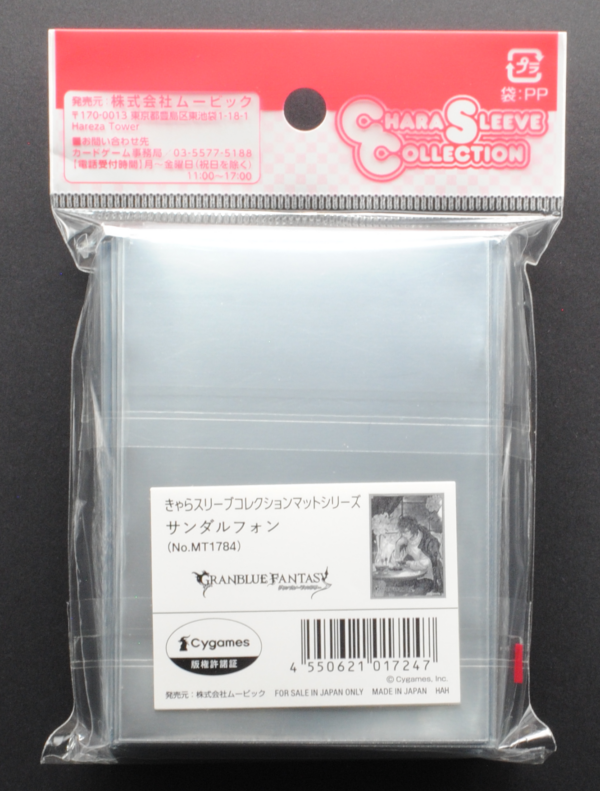 発売元：株式会社ムービック
〒170-0013 東京都豊島区東池袋1-18-1
Hareza Tower
■お問い合わせ先
カードゲーム事務局 03-5577-5188
【電話受付時間】月〜金曜日(祝日を除く)
11:00〜17:00
プラ
袋:PP
CHARA SLEEVE
COLLECTION
きゃらスリーブコレクションマットシリーズ
サンダルフォン
(No.MT1784)
GRANBLUE FANTASY
Cygames
版権許諾証
4 550621 017247
© Cygames, Inc.
発売元：株式会社ムービック FOR SALE IN JAPAN ONLY MADE IN JAPAN HAH